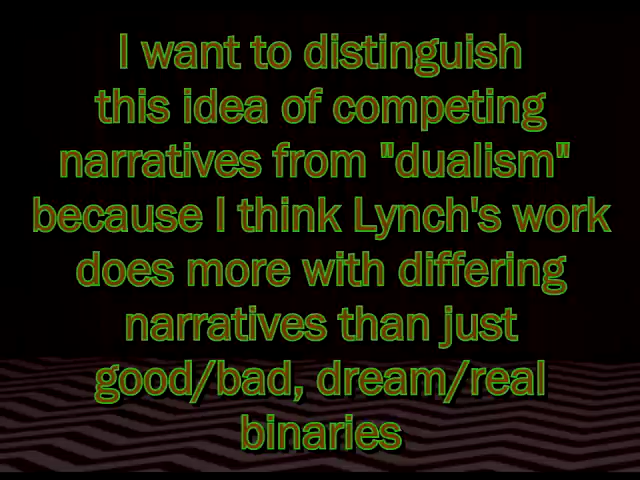 I want to distinguish
this idea of competing
narratives from "dualism"
because I think Lynch's work
does more with differing
narratives than just
good/bad, dream/real
binaries